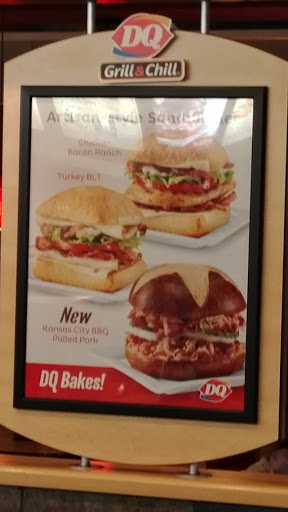 DQ
Grill & Chill
Artisan-style Sandwiches
Chicken
Bacon Ranch
Turkey BLT
New
Kansas City BBQ
Pulled Pork
DQ Bakes!
DQ